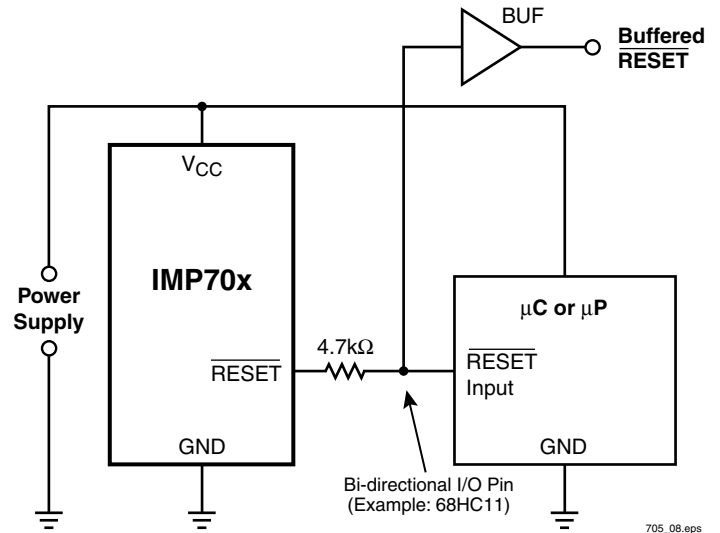 BUF
Buffered
RESET
VCC
IMP70x
Power
Supply
μC or μP
4.7kΩ
RESET
RESET
Input
GND
GND
Bi-directional I/O Pin
(Example: 68HC11)
705_08.eps